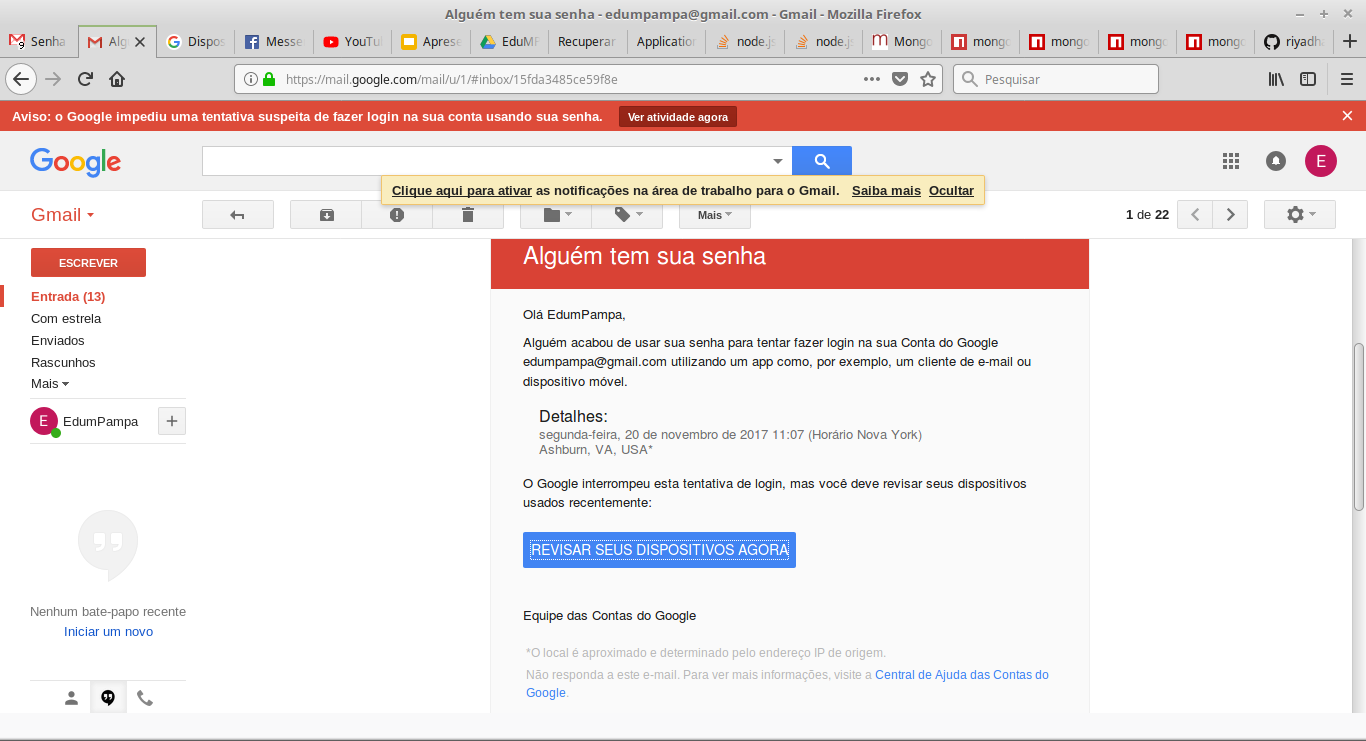 Alguém tem sua senha - edumpampa@gmail.com - Gmail - Mozilla Firefox
Senha
Alg
Dispos
Messe
YouTu
Aprese
EduMF
Recuperar
Application
node.js
node.js
Mongo
mongo
mongo
mongo
mongo
riyadh
https://mail.google.com/mail/u/1/#inbox/15fda3485ce59f8e
Pesquisar
Aviso: o Google impediu uma tentativa suspeita de fazer login na sua conta usando sua senha.
Ver atividade agora
Google
E
Clique aqui para ativar as notificações na área de trabalho para o Gmail. Saiba mais Ocultar
Gmail
Mais
1 de 22
ESCREVER
Entrada (13)
Com estrela
Enviados
Rascunhos
Mais
E EdumPampa
Nenhum bate-papo recente
Iniciar um novo
Alguém tem sua senha
Olá EdumPampa,
Alguém acabou de usar sua senha para tentar fazer login na sua Conta do Google
edumpampa@gmail.com utilizando um app como, por exemplo, um cliente de e-mail ou
dispositivo móvel.
Detalhes:
segunda-feira, 20 de novembro de 2017 11:07 (Horário Nova York)
Ashburn, VA, USA*
O Google interrompeu esta tentativa de login, mas você deve revisar seus dispositivos
usados recentemente:
REVISAR SEUS DISPOSITIVOS AGORA
Equipe das Contas do Google
*O local é aproximado e determinado pelo endereço IP de origem.
Não responda a este e-mail. Para ver mais informações, visite a Central de Ajuda das Contas do
Google.